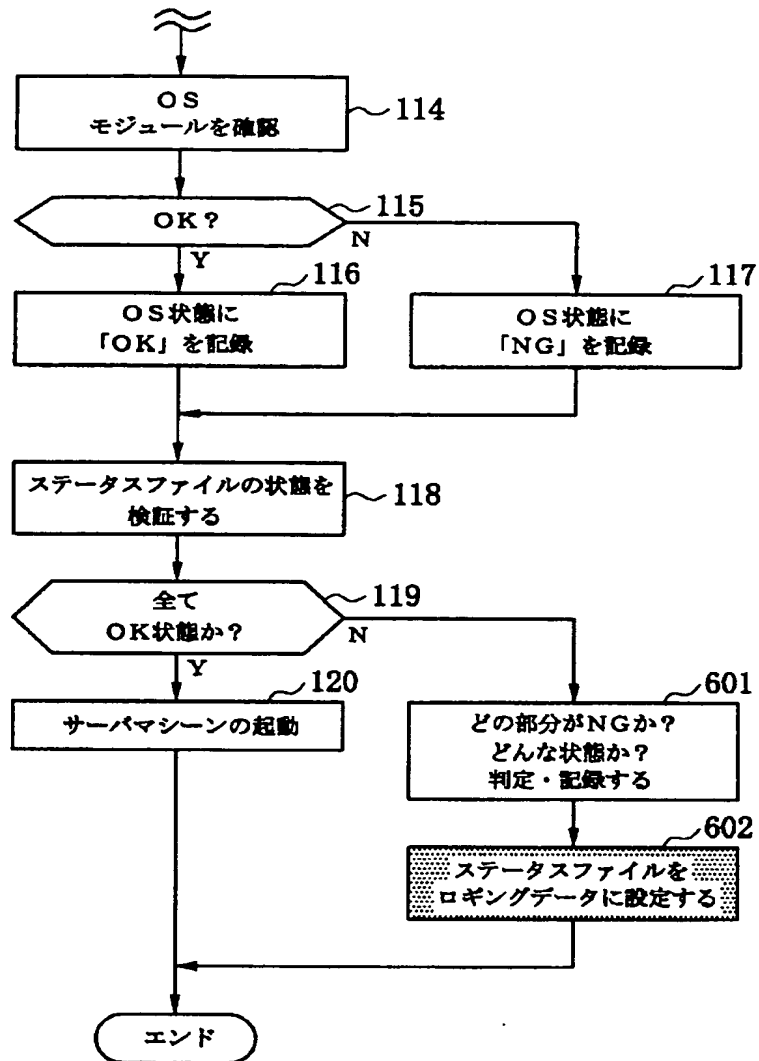 OS
モジュールを確認
114
OK?
115
N
Y
116
117
OS状態に
「OK」を記録
OS状態に
「NG」を記録
ステータスファイルの状態を
検証する
118
全て
OK状態か?
119
N
Y
120
601
サーバマシーンの起動
どの部分がNGか?
どんな状態か?
判定・記録する
602
ステータスファイルを
ロギングデータに設定する
エンド